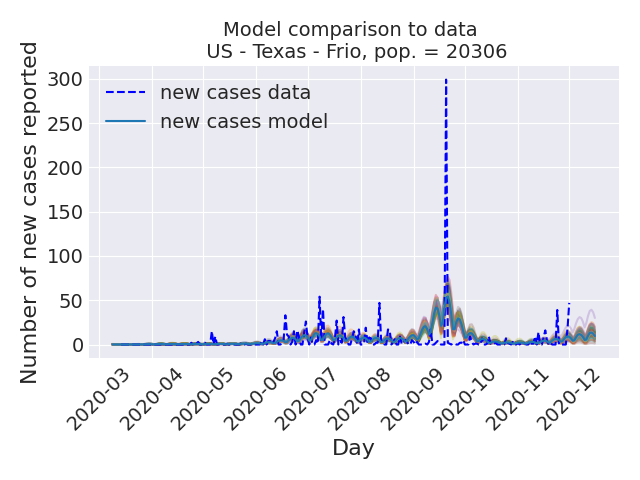 Model comparison to data
US - Texas - Frio, pop. = 20306
new cases data
new cases model
Number of new cases reported
300
250
200
150
100
50
0
2020-03
2020-04
2020-05
2020-06
2020-07
2020-08
2020-09
2020-10
2020-11
2020-12
Day